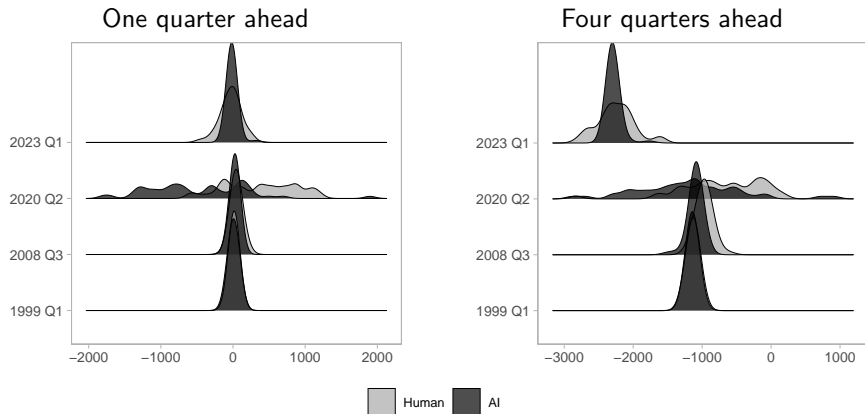 One quarter ahead
2023 Q1
2020 Q2
2008 Q3
1999 Q1
−2000 −1000 0 1000 2000
Four quarters ahead
2023 Q1
2020 Q2
2008 Q3
1999 Q1
−3000 −2000 −1000 0 1000
Human AI